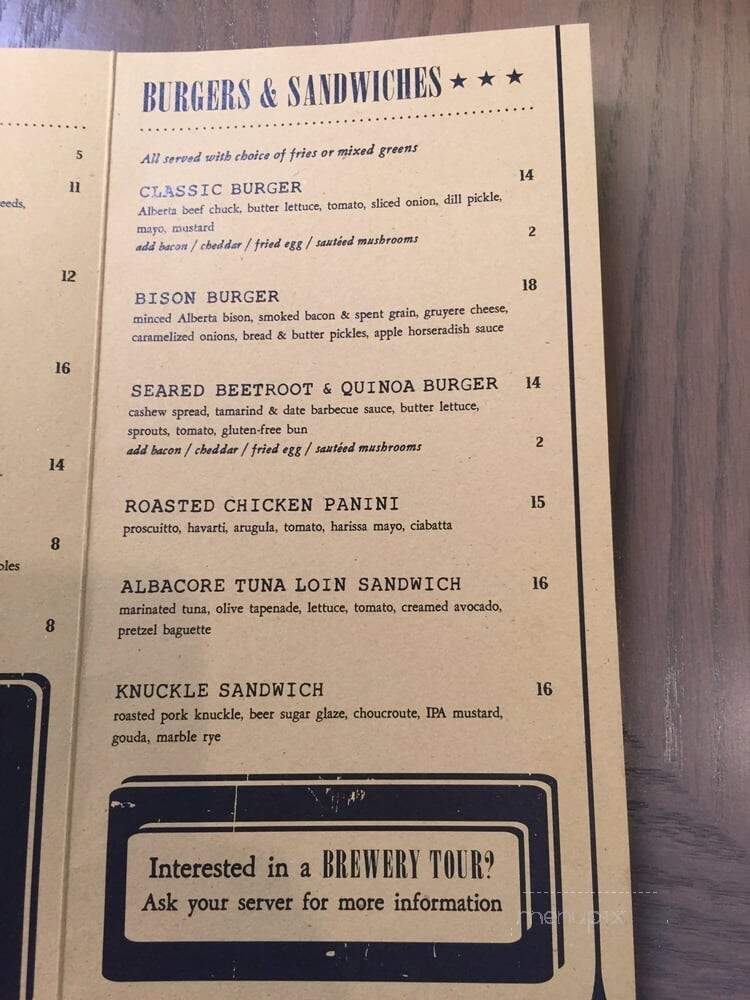 5
11
eeds,
12
16
14
8
8
BURGERS & SANDWICHES ★ ★ ★
All served with choice of fries or mixed greens
CLASSIC BURGER 14
Alberta beef chuck, butter lettuce, tomato, sliced onion, dill pickle,
mayo, mustard
add bacon / cheddar / fried egg / sautéed mushrooms 2
BISON BURGER 18
minced Alberta bison, smoked bacon & spent grain, gruyere cheese,
caramelized onions, bread & butter pickles, apple horseradish sauce
SEARED BEETROOT & QUINOA BURGER 14
cashew spread, tamarind & date barbecue sauce, butter lettuce,
sprouts, tomato, gluten-free bun
add bacon / cheddar / fried egg / sautéed mushrooms 2
ROASTED CHICKEN PANINI 15
proscuitto, havarti, arugula, tomato, harissa mayo, ciabatta
ALBACORE TUNA LOIN SANDWICH 16
marinated tuna, olive tapenade, lettuce, tomato, creamed avocado,
pretzel baguette
KNUCKLE SANDWICH 16
roasted pork knuckle, beer sugar glaze, choucroute, IPA mustard,
gouda, marble rye
Interested in a BREWERY TOUR?
Ask your server for more information
menupix